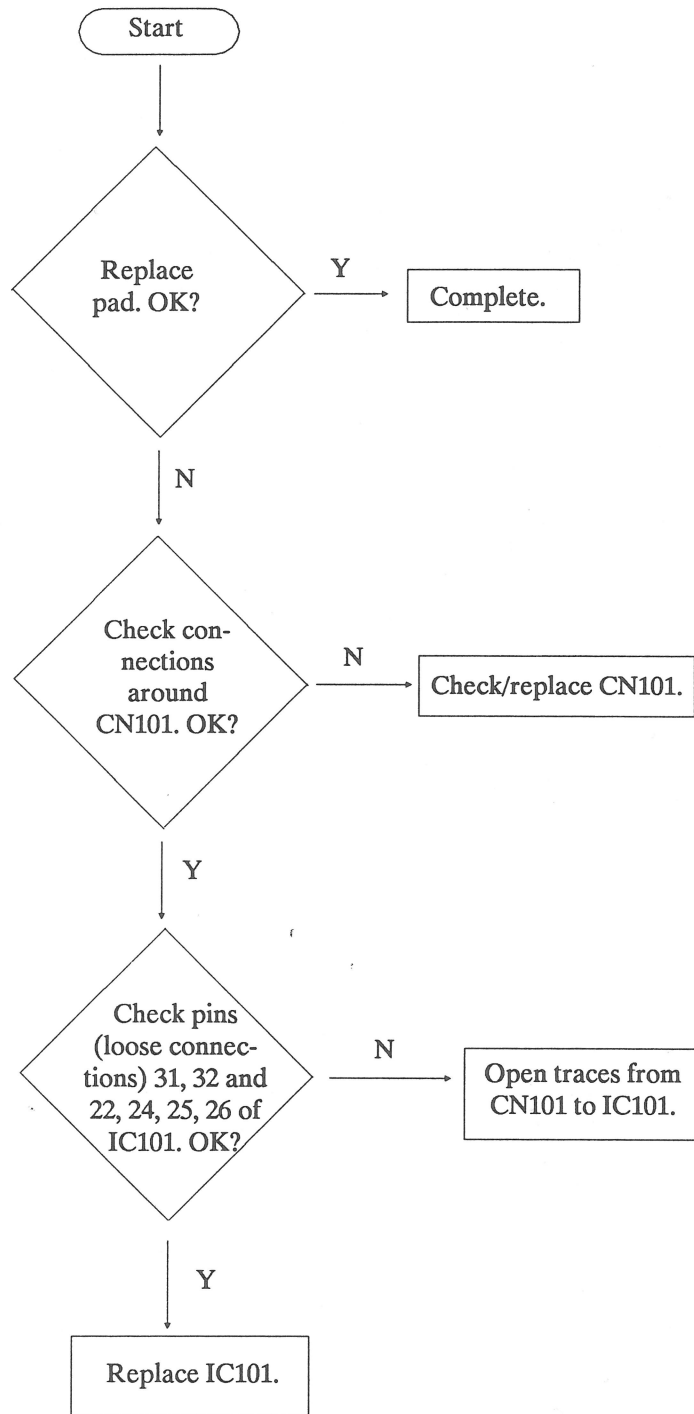 Start
Replace
pad. OK?
Y
Complete.
N
Check con-
nections
around
CN101. OK?
N
Check/replace CN101.
Y
Check pins
(loose connec-
tions) 31, 32 and
22, 24, 25, 26 of
IC101. OK?
N
Open traces from
CN101 to IC101.
Y
Replace IC101.